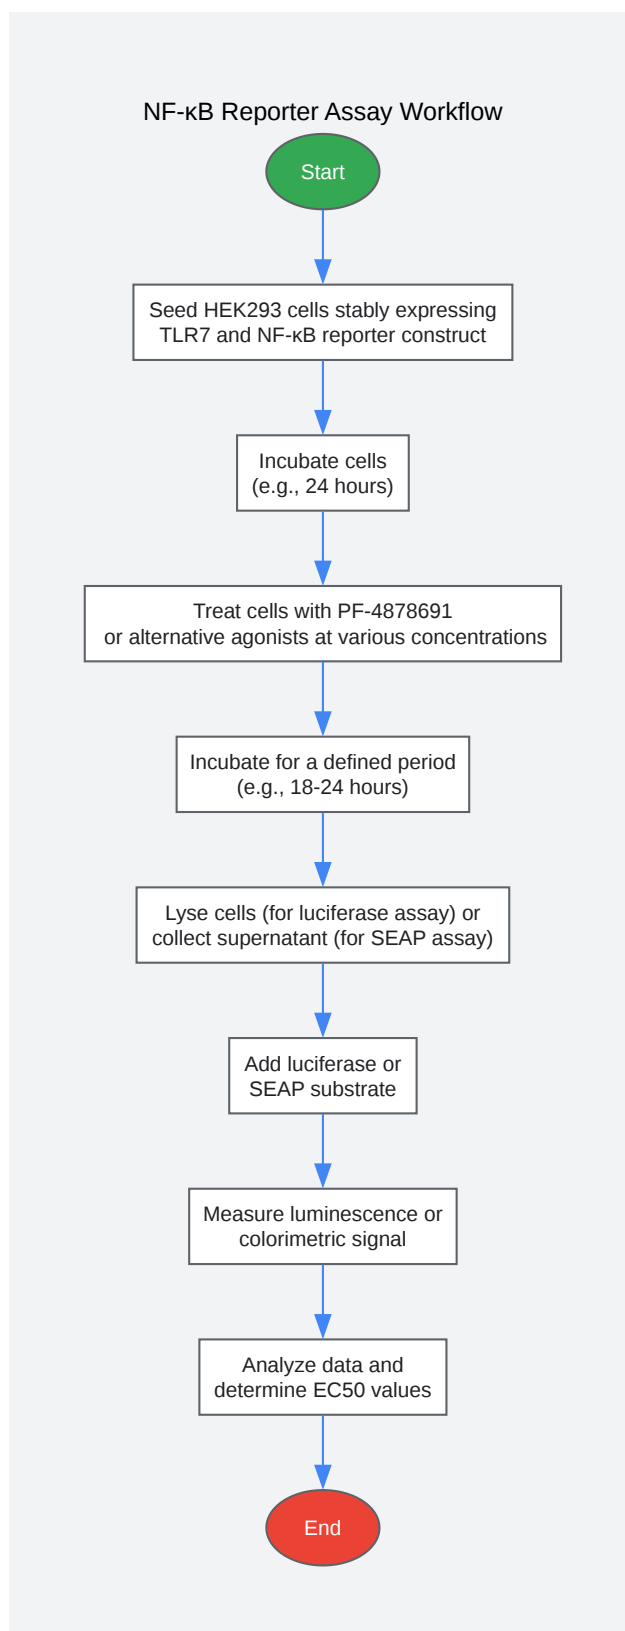 NF-κB Reporter Assay Workflow
Start
Seed HEK293 cells stably expressing
TLR7 and NF-κB reporter construct
Incubate cells
(e.g., 24 hours)
Treat cells with PF-4878691
or alternative agonists at various concentrations
Incubate for a defined period
(e.g., 18-24 hours)
Lyse cells (for luciferase assay) or
collect supernatant (for SEAP assay)
Add luciferase or
SEAP substrate
Measure luminescence or
colorimetric signal
Analyze data and
determine EC50 values
End